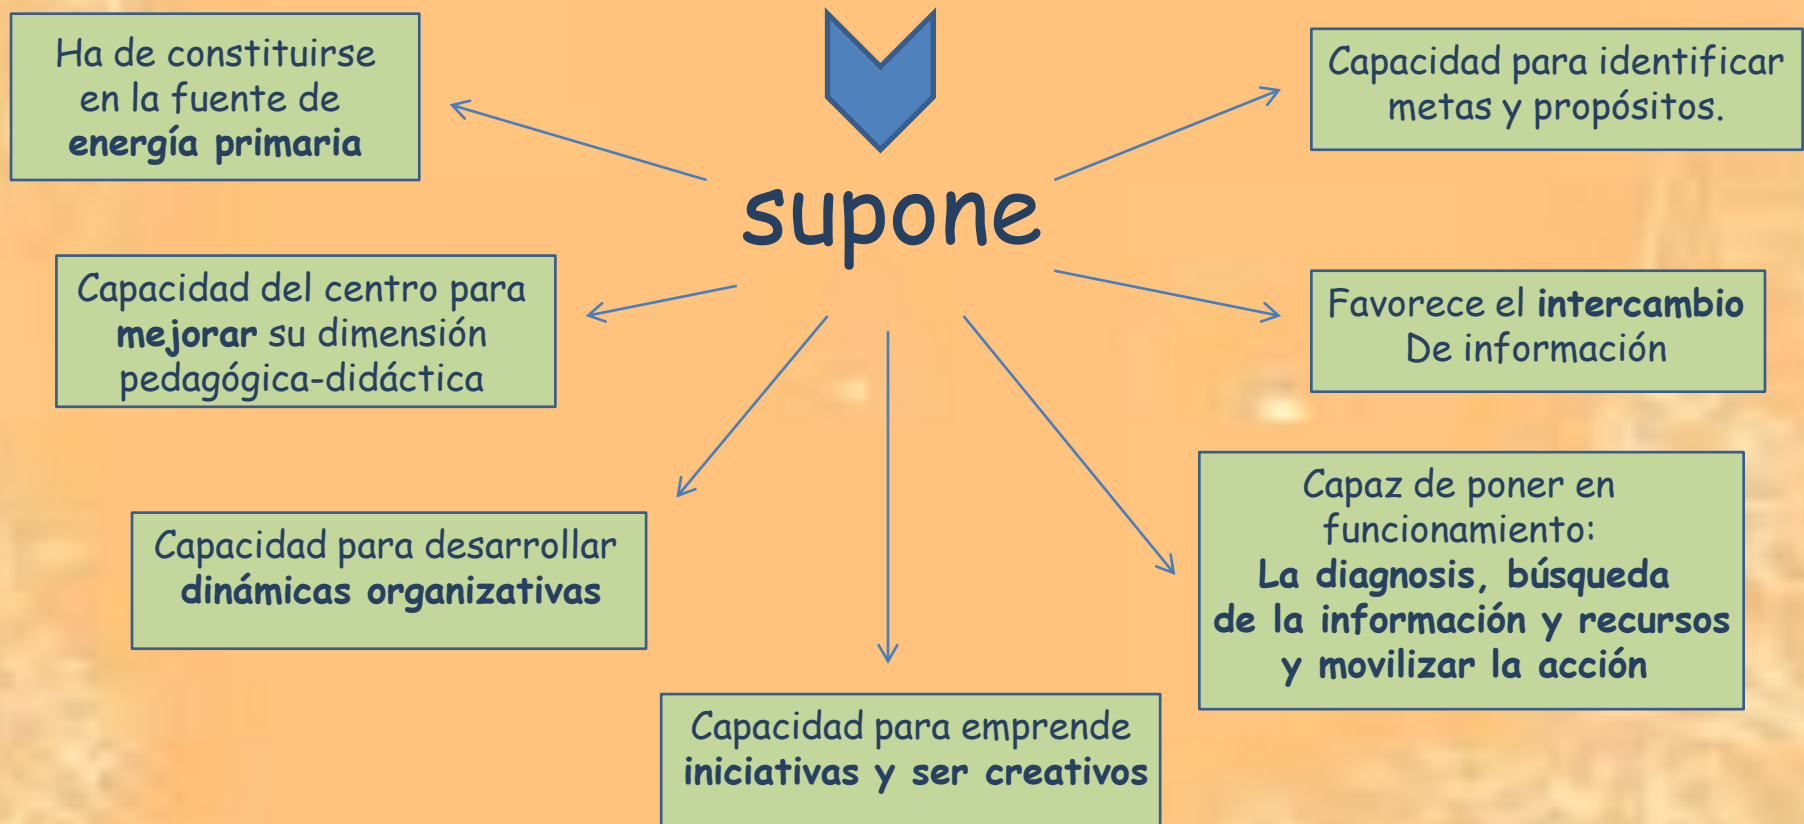 Ha de constituirse
en la fuente de
energía primaria
Capacidad para identificar
metas y propósitos.
supone
Capacidad del centro para
mejorar su dimensión
pedagógica-didáctica
Favorece el intercambio
De información
Capacidad para desarrollar
dinámicas organizativas
Capaz de poner en
funcionamiento:
La diagnosis, búsqueda
de la información y recursos
y movilizar la acción
Capacidad para emprende
iniciativas y ser creativos